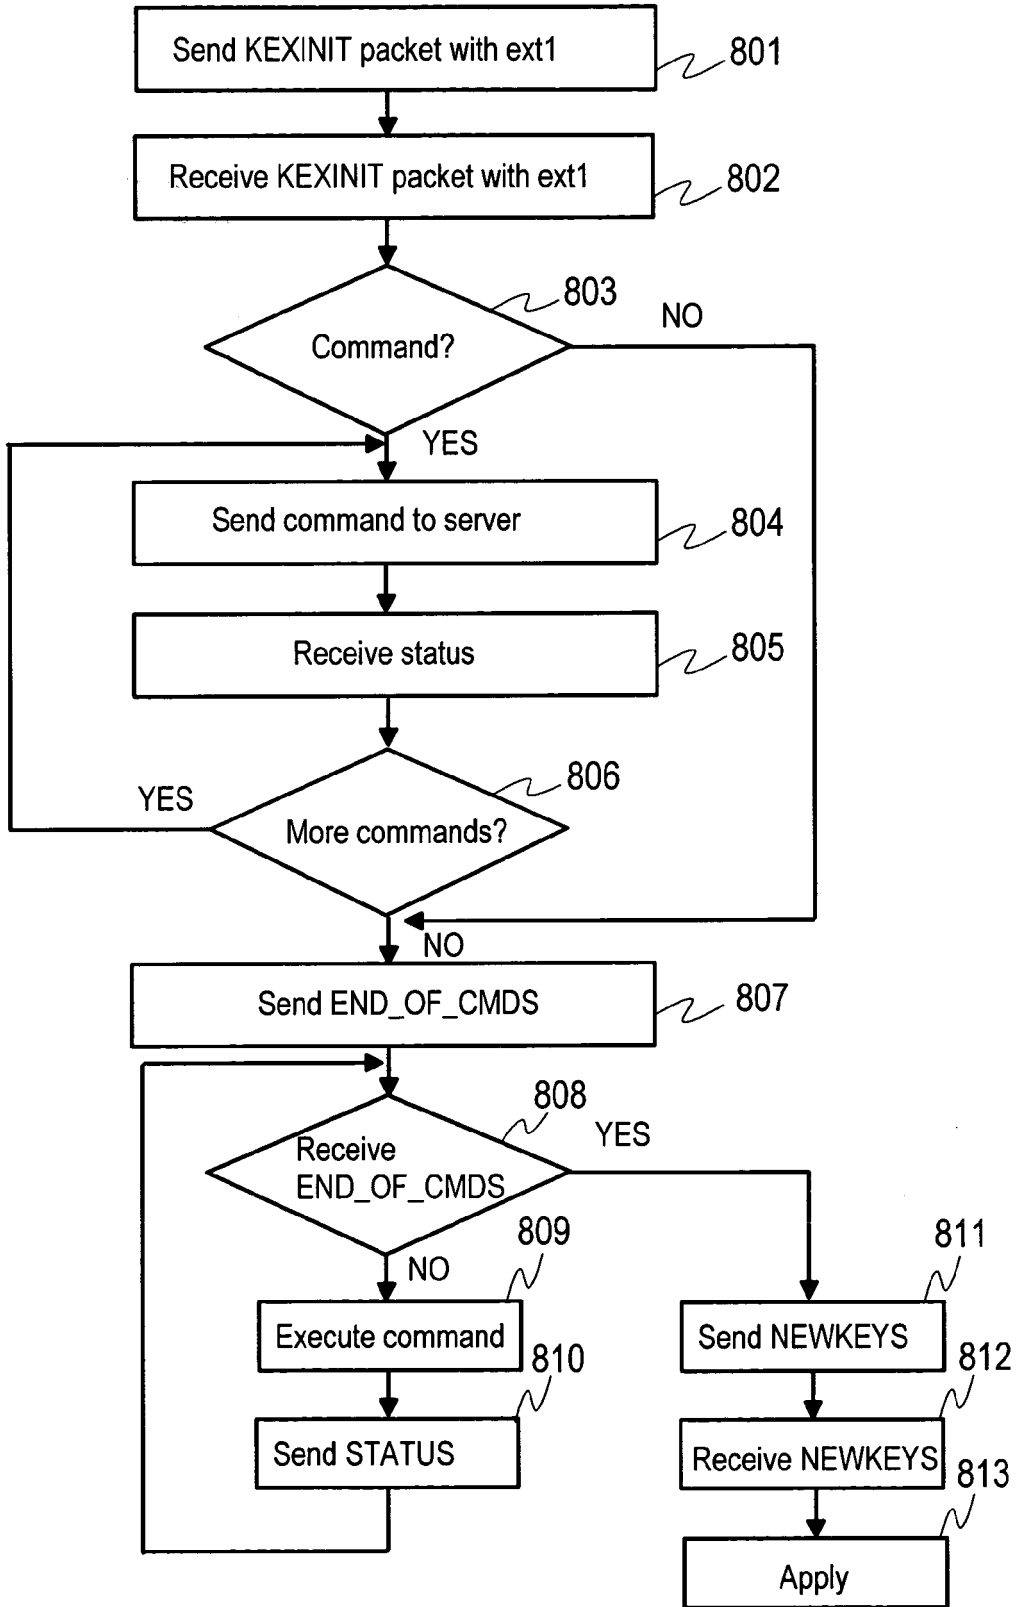 Send KEXINIT packet with ext1
801
Receive KEXINIT packet with ext1
802
803
NO
Command?
YES
Send command to server
804
Receive status
805
806
YES
More commands?
NO
Send END_OF_CMDS
807
808
YES
Receive
END_OF_CMDS
809
811
NO
Execute command
Send NEWKEYS
810
812
Send STATUS
Receive NEWKEYS
813
Apply